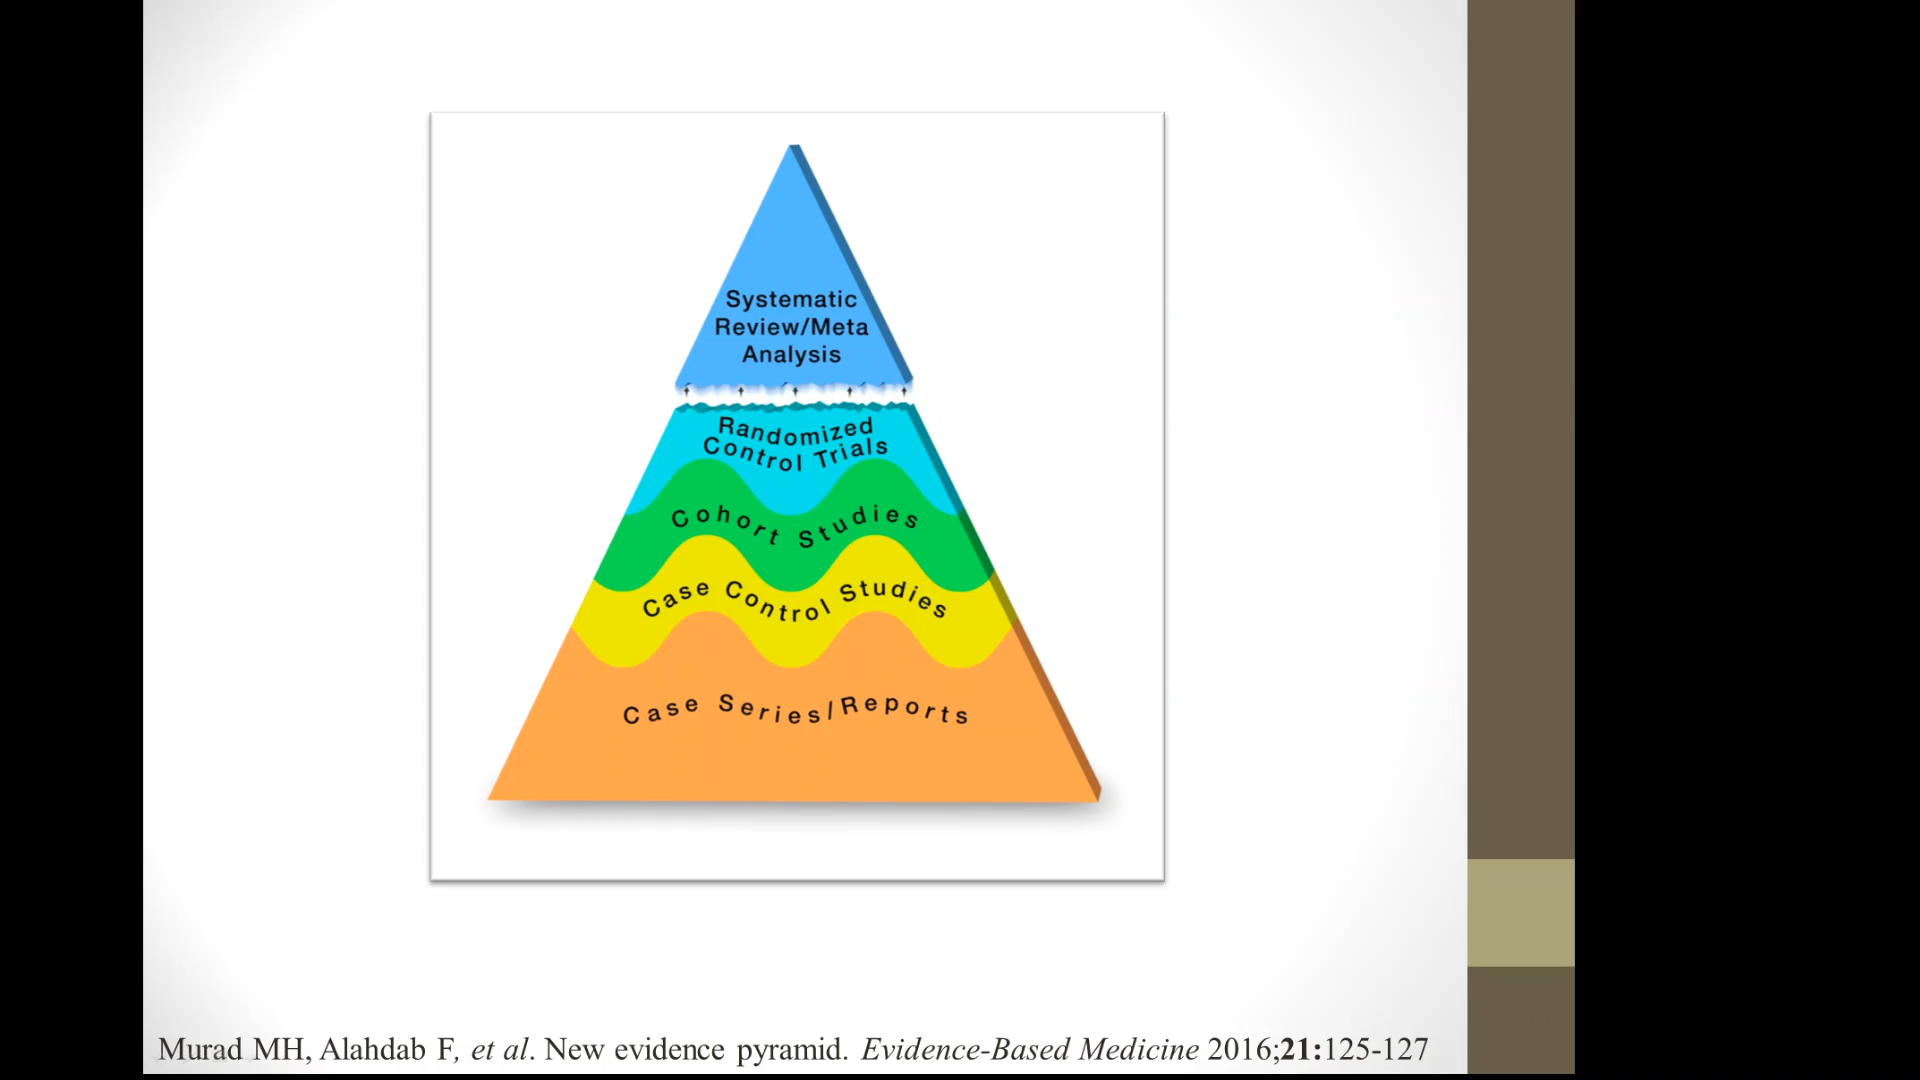 Systematic
Review/Meta
Analysis
Randomized
Control Trials
Cohort Studies
Case Control Studies
Case Series/Reports
Murad MH, Alahdab F, et al. New evidence pyramid. Evidence-Based Medicine 2016;21:125-127